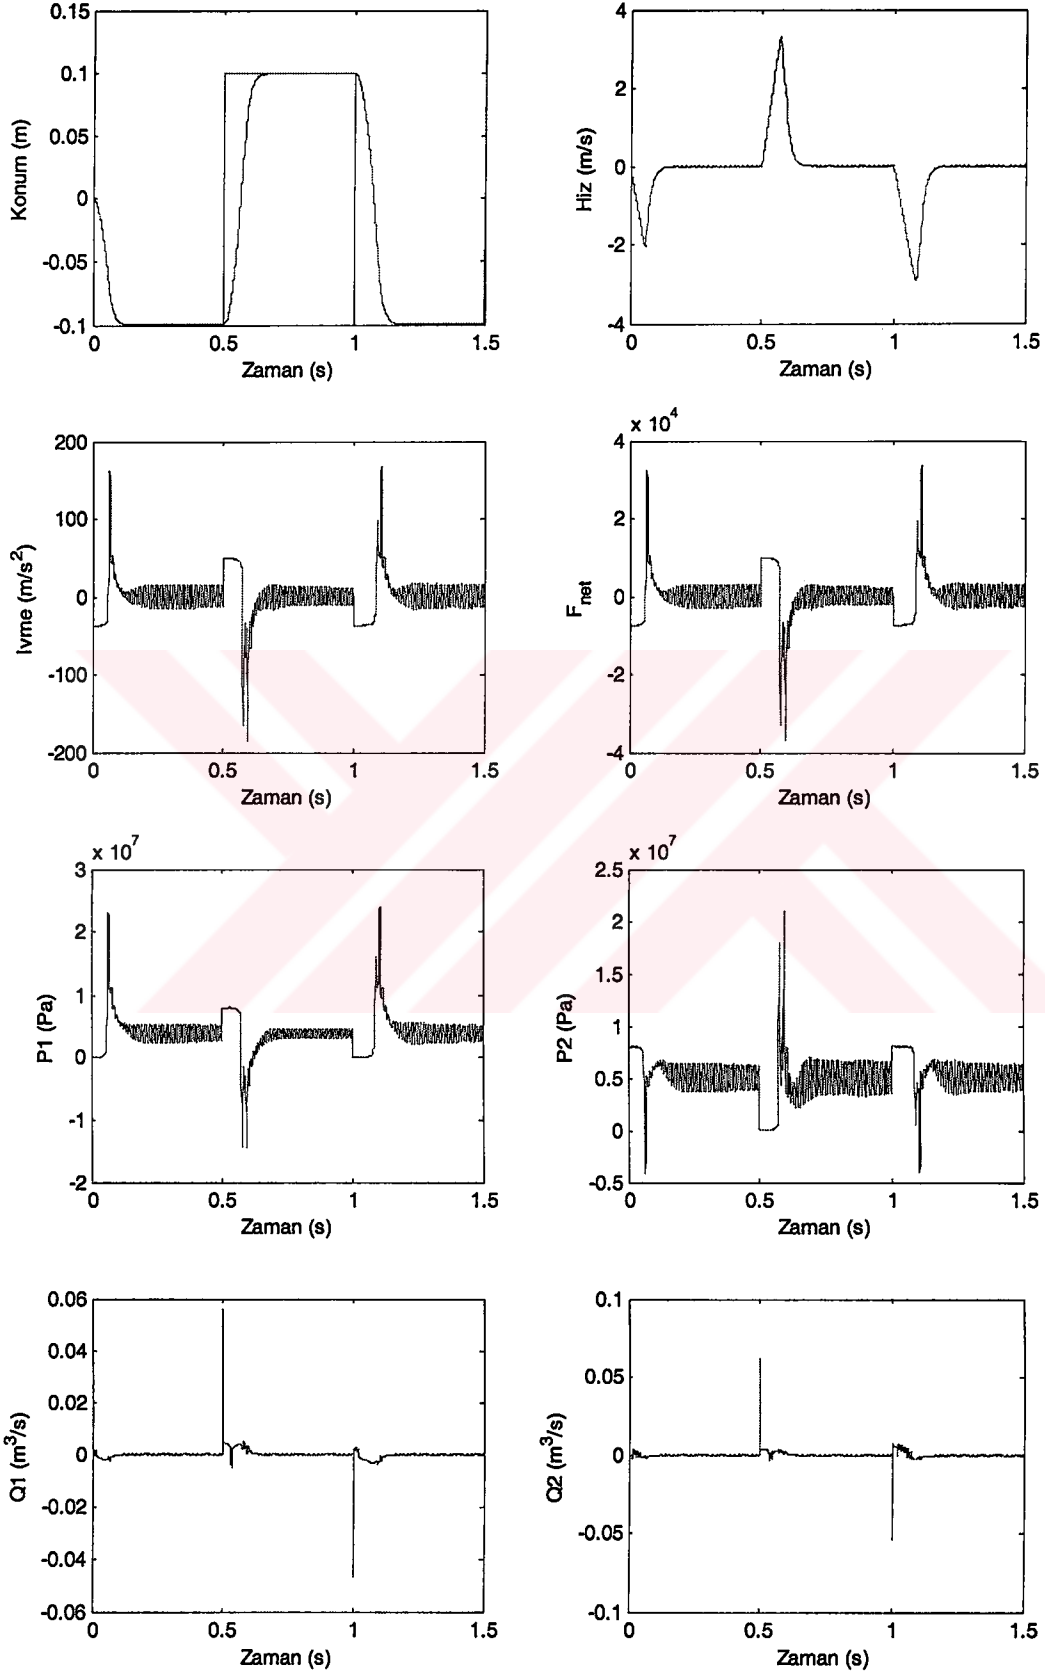 0.15
0.1
0.05
0
-0.05
-0.1
Konum (m)
0 0.5 1 1.5
Zaman (s)
4
2
0
-2
-4
Hiz (m/s)
0 0.5 1 1.5
Zaman (s)
200
100
0
-100
-200
Ivme (m/s²)
0 0.5 1 1.5
Zaman (s)
x 10⁴
4
2
0
-2
-4
Fnet
0 0.5 1 1.5
Zaman (s)
x 10⁷
3
2
1
0
-1
-2
P1 (Pa)
0 0.5 1 1.5
Zaman (s)
x 10⁷
2.5
2
1.5
1
0.5
0
-0.5
P2 (Pa)
0 0.5 1 1.5
Zaman (s)
0.06
0.04
0.02
0
-0.02
-0.04
-0.06
Q1 (m³/s)
0 0.5 1 1.5
Zaman (s)
0.1
0.05
0
-0.05
-0.1
Q2 (m³/s)
0 0.5 1 1.5
Zaman (s)